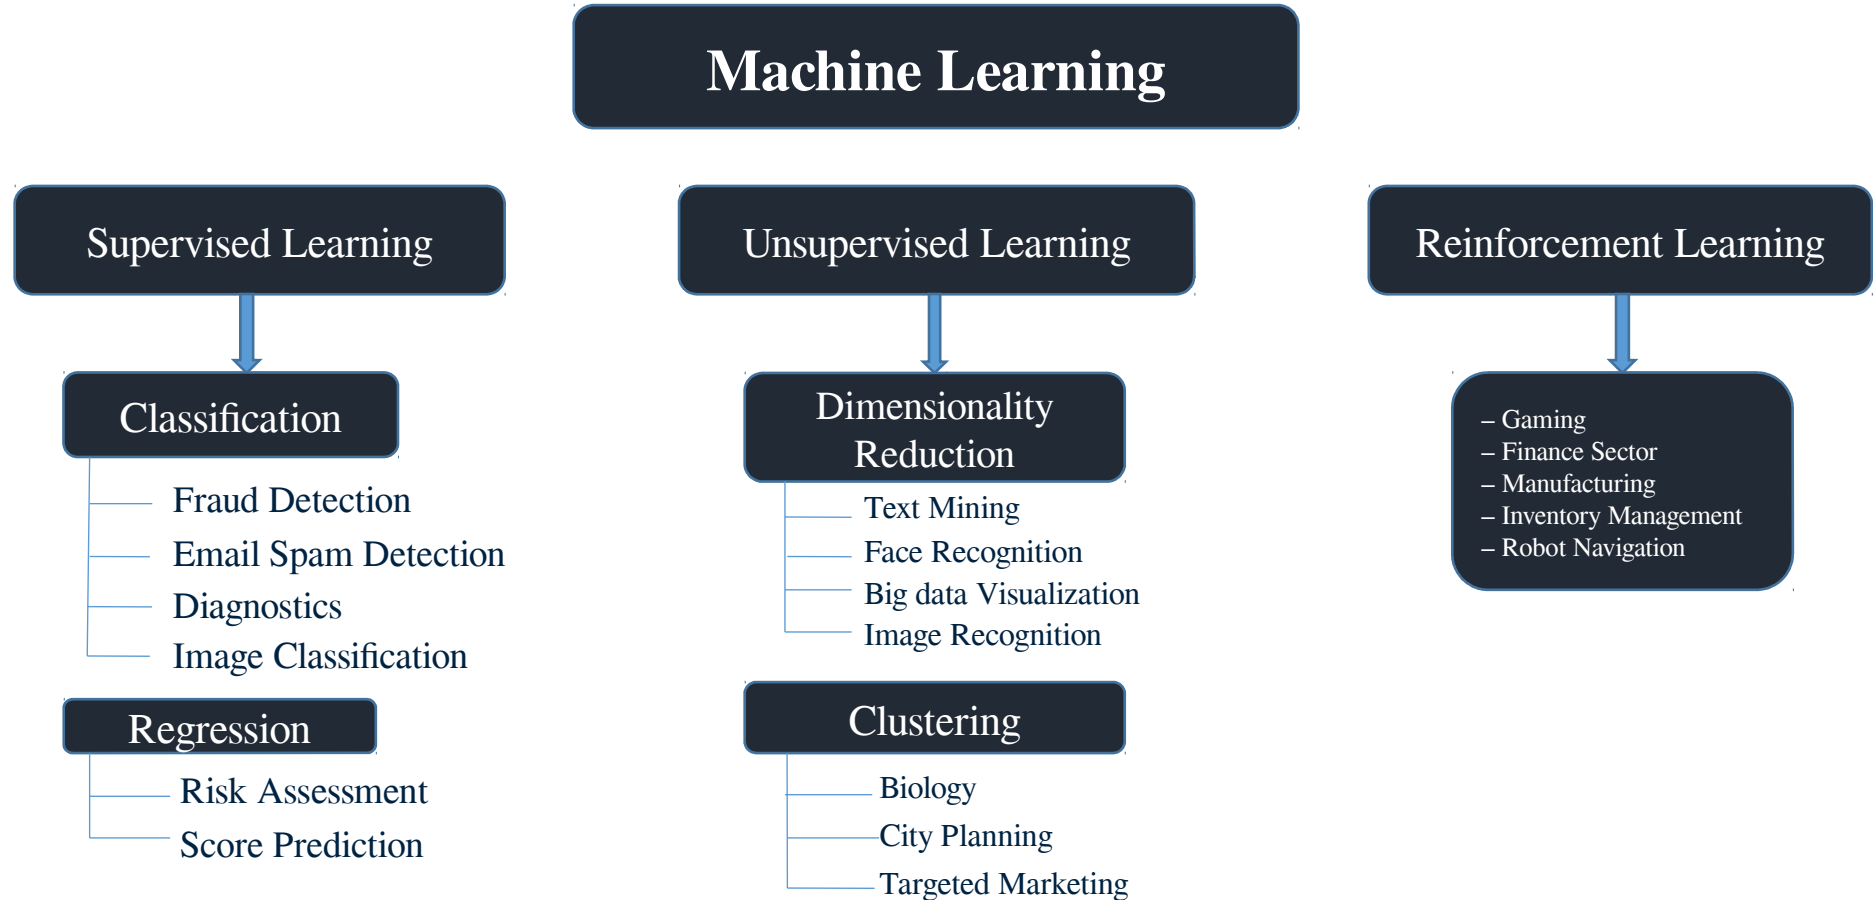 Machine Learning
Supervised Learning
Unsupervised Learning
Reinforcement Learning
Classification
Fraud Detection
Email Spam Detection
Diagnostics
Image Classification
Regression
Risk Assessment
Score Prediction
Dimensionality
Reduction
Text Mining
Face Recognition
Big data Visualization
Image Recognition
Clustering
Biology
City Planning
Targeted Marketing
– Gaming
– Finance Sector
– Manufacturing
– Inventory Management
– Robot Navigation